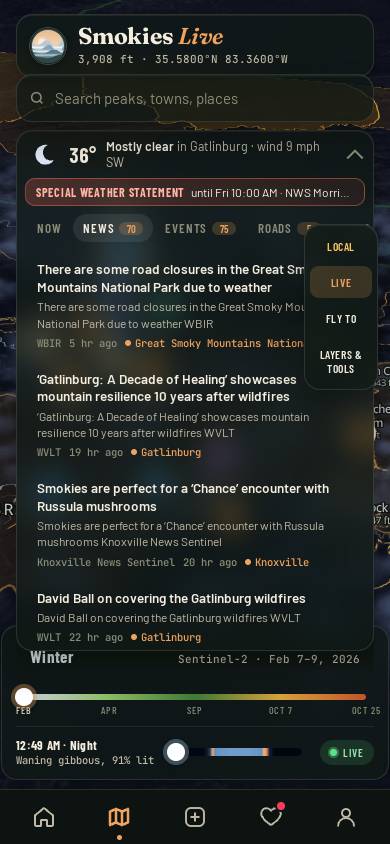 Smokies Live
3,908 ft · 35.5800°N 83.3600°W
Search peaks, towns, places
36° Mostly clear in Gatlinburg · wind 9 mph
SW
SPECIAL WEATHER STATEMENT until Fri 10:00 AM · NWS Morri...
NOW NEWS 70 EVENTS 75 ROADS
LOCAL
LIVE
FLY TO
LAYERS &
TOOLS
There are some road closures in the Great Sm
Mountains National Park due to weather
There are some road closures in the Great Smoky Mounta
National Park due to weather WBIR
WBIR 5 hr ago Great Smoky Mountains Nation
‘Gatlinburg: A Decade of Healing’ showcases
mountain resilience 10 years after wildfires
‘Gatlinburg: A Decade of Healing’ showcases mountain
resilience 10 years after wildfires WVLT
WVLT 19 hr ago Gatlinburg
Smokies are perfect for a ‘Chance’ encounter with
Russula mushrooms
Smokies are perfect for a ‘Chance’ encounter with Russula
mushrooms Knoxville News Sentinel
Knoxville News Sentinel 20 hr ago Knoxville
David Ball on covering the Gatlinburg wildfires
David Ball on covering the Gatlinburg wildfires WVLT
WVLT 22 hr ago Gatlinburg
Winter Sentinel-2 · Feb 7–9, 2026
FEB APR SEP OCT 7 OCT 25
12:49 AM · Night
Waning gibbous, 91% lit
LIVE